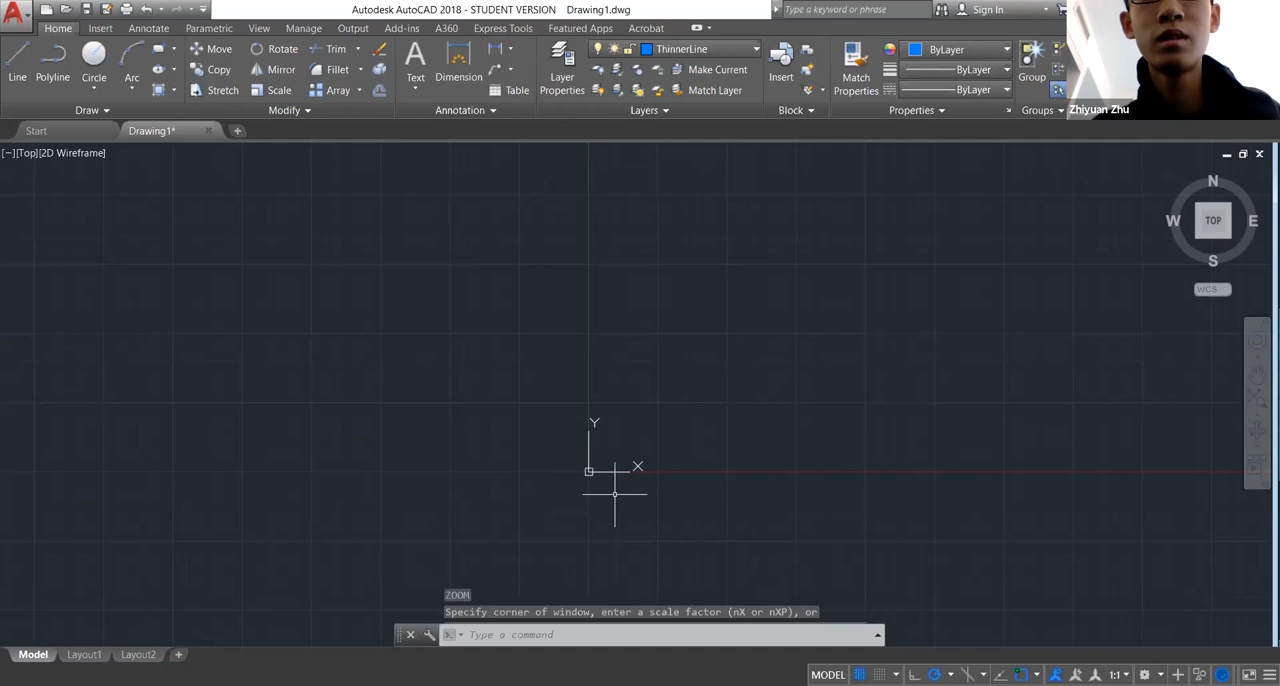 Autodesk AutoCAD 2018 - STUDENT VERSION Drawing1.dwg
Type a keyword or phrase
Sign In
Home Insert Annotate Parametric View Manage Output Add-ins A360 Express Tools Featured Apps Acrobat
Line Polyline Circle Arc
Move Rotate Trim
Copy Mirror Fillet
Stretch Scale Array
Text Dimension Table
Layer Properties
ThinnerLine
Make Current
Match Layer
Insert
Match Properties
ByLayer
ByLayer
ByLayer
Group
Draw Modify Annotation Layers Block Properties Groups
Zhiyuan Zhu
Start Drawing1*
[−][Top][2D Wireframe]
N
W TOP E
S
WCS
Y
X
ZOOM
Specify corner of window, enter a scale factor (nX or nXP), or
Type a command
Model Layout1 Layout2
MODEL 1:1